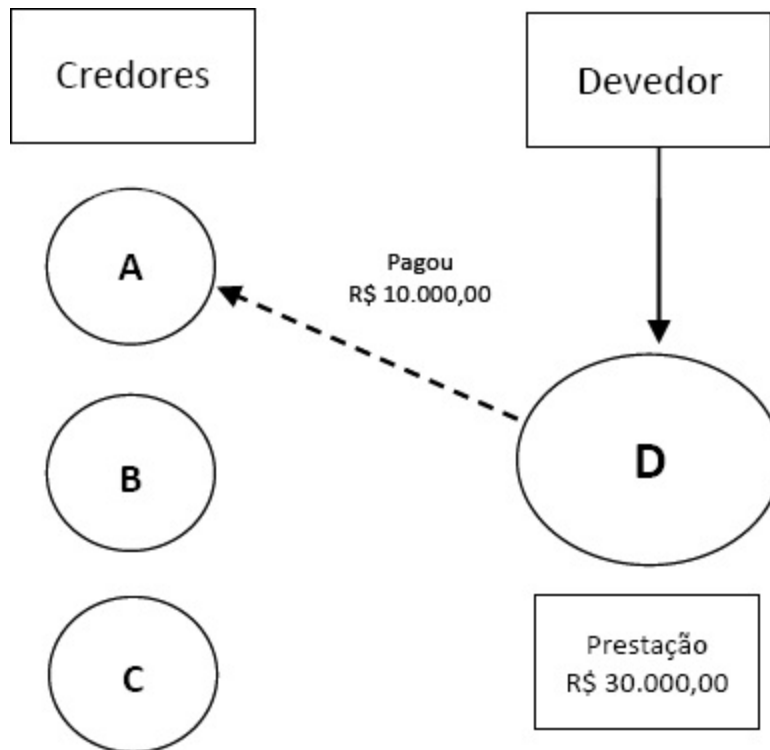 Credores
Devedor
A
Pagou
R$ 10.000,00
B
D
C
Prestação
R$ 30.000,00